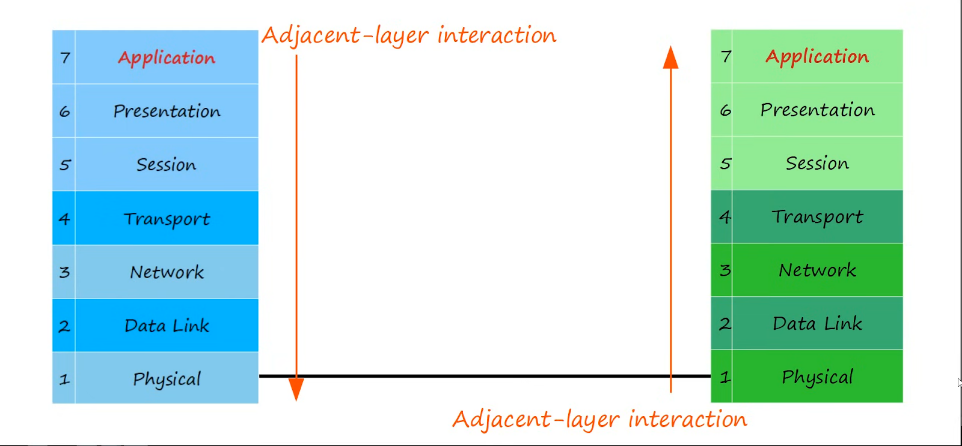 Adjacent-layer interaction
7 Application
6 Presentation
5 Session
4 Transport
3 Network
2 Data Link
1 Physical
7 Application
6 Presentation
5 Session
4 Transport
3 Network
2 Data Link
1 Physical
Adjacent-layer interaction